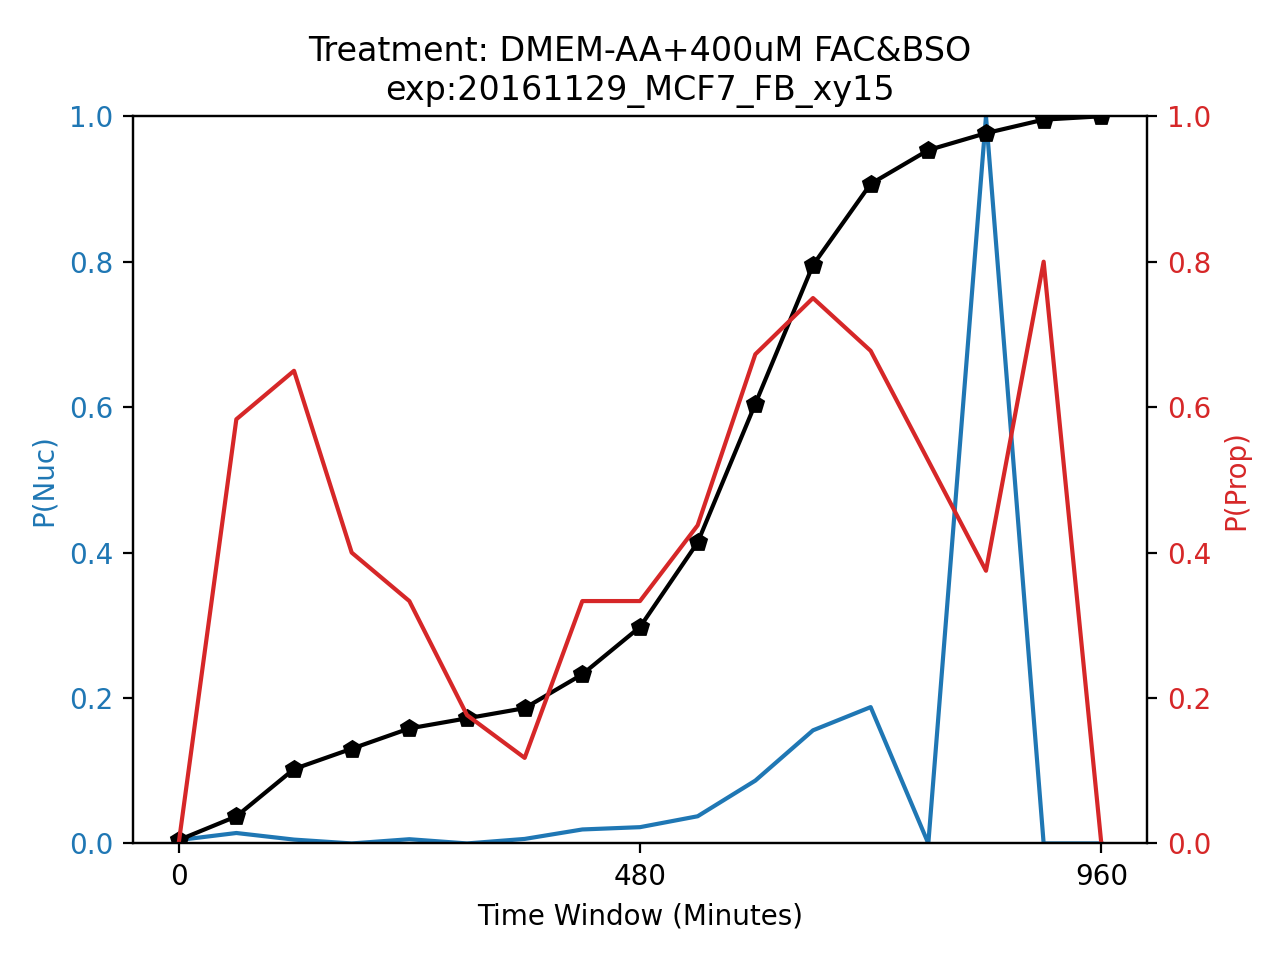 Treatment: DMEM-AA+400uM FAC&BSO
exp:20161129_MCF7_FB_xy15
1.0
0.8
0.6
0.4
0.2
0.0
P(Nuc)
1.0
0.8
0.6
0.4
0.2
0.0
P(Prop)
0 480 960
Time Window (Minutes)